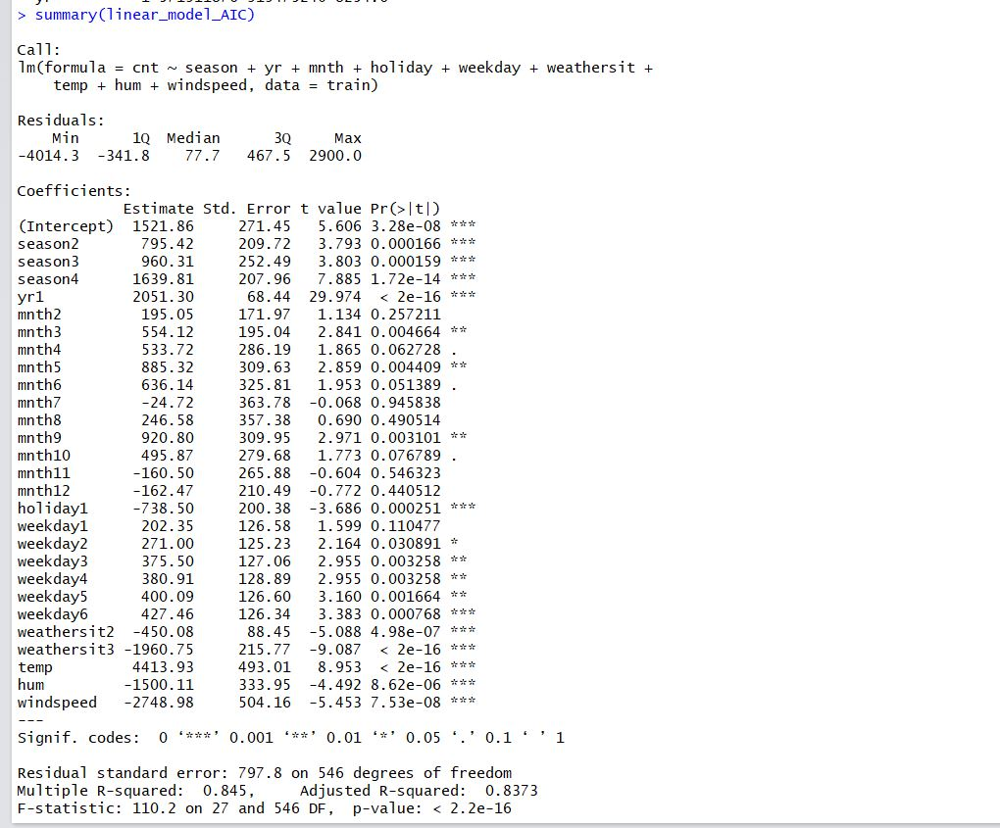 > summary(linear_model_AIC)
Call:
lm(formula = cnt ~ season + yr + mnth + holiday + weekday + weathersit +
    temp + hum + windspeed, data = train)
Residuals:
    Min      1Q  Median      3Q     Max
-4014.3  -341.8    77.7   467.5  2900.0
Coefficients:
            Estimate Std. Error t value Pr(>|t|)
(Intercept)  1521.86     271.45   5.606 3.28e-08 ***
season2       795.42     209.72   3.793 0.000166 ***
season3       960.31     252.49   3.803 0.000159 ***
season4      1639.81     207.96   7.885 1.72e-14 ***
yr1          2051.30      68.44  29.974  < 2e-16 ***
mnth2         195.05     171.97   1.134 0.257211
mnth3         554.12     195.04   2.841 0.004664 **
mnth4         533.72     286.19   1.865 0.062728 .
mnth5         885.32     309.63   2.859 0.004409 **
mnth6         636.14     325.81   1.953 0.051389 .
mnth7         -24.72     363.78  -0.068 0.945838
mnth8         246.58     357.38   0.690 0.490514
mnth9         920.80     309.95   2.971 0.003101 **
mnth10        495.87     279.68   1.773 0.076789 .
mnth11       -160.50     265.88  -0.604 0.546323
mnth12       -162.47     210.49  -0.772 0.440512
holiday1     -738.50     200.38  -3.686 0.000251 ***
weekday1      202.35     126.58   1.599 0.110477
weekday2      271.00     125.23   2.164 0.030891 *
weekday3      375.50     127.06   2.955 0.003258 **
weekday4      380.91     128.89   2.955 0.003258 **
weekday5      400.09     126.60   3.160 0.001664 **
weekday6      427.46     126.34   3.383 0.000768 ***
weathersit2  -450.08      88.45  -5.088 4.98e-07 ***
weathersit3 -1960.75     215.77  -9.087  < 2e-16 ***
temp         4413.93     493.01   8.953  < 2e-16 ***
hum         -1500.11     333.95  -4.492 8.62e-06 ***
windspeed   -2748.98     504.16  -5.453 7.53e-08 ***
---
Signif. codes:  0 ‘***’ 0.001 ‘**’ 0.01 ‘*’ 0.05 ‘.’ 0.1 ‘ ’ 1
Residual standard error: 797.8 on 546 degrees of freedom
Multiple R-squared:  0.845,	Adjusted R-squared:  0.8373
F-statistic: 110.2 on 27 and 546 DF,  p-value: < 2.2e-16